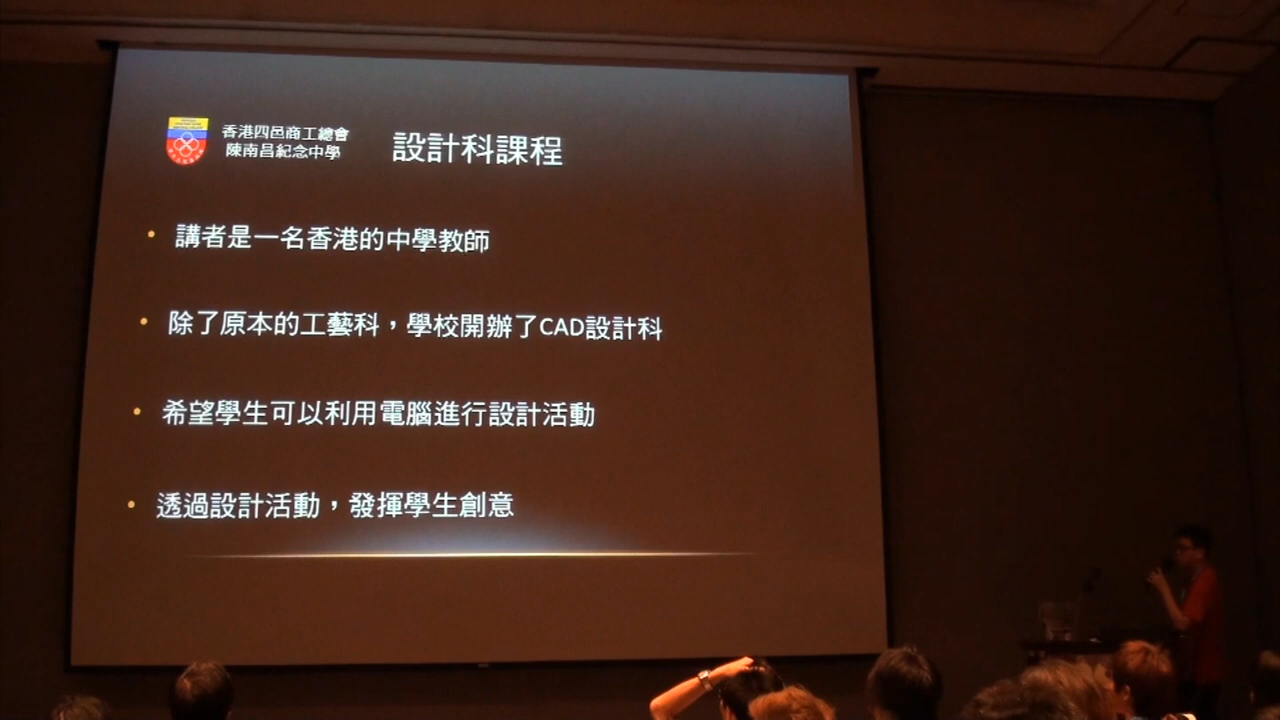 香港四邑商工總會
陳南昌紀念中學
設計科課程
• 講者是一名香港的中學教師
• 除了原本的工藝科，學校開辦了CAD設計科
• 希望學生可以利用電腦進行設計活動
• 透過設計活動，發揮學生創意